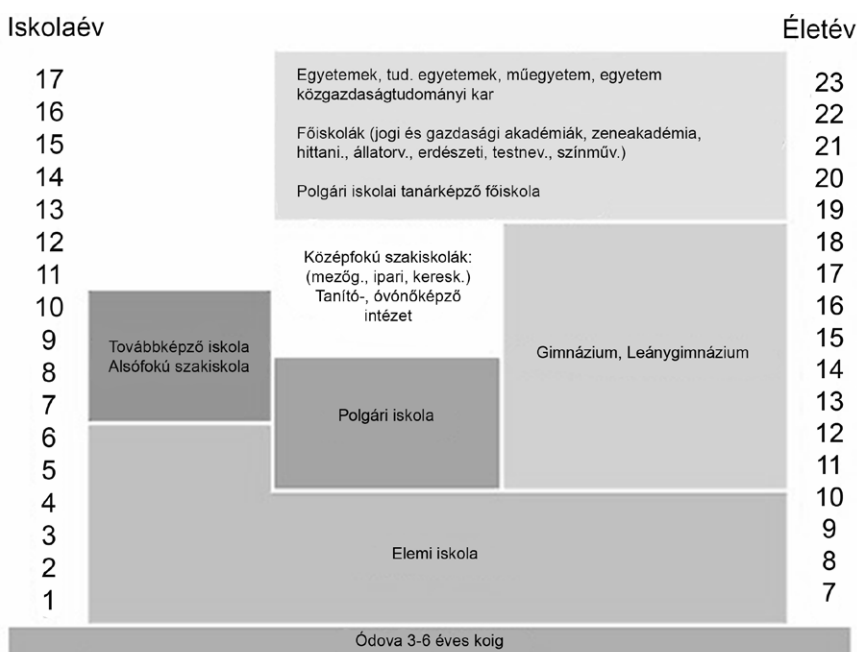 Iskolaév
Életév
17
16
15
14
13
12
11
10
9
8
7
6
5
4
3
2
1
Egyetemek, tud. egyetemek, műegyetem, egyetem
közgazdaságtudományi kar
Főiskolák (jogi és gazdasági akadémiák, zeneakadémia,
hittani., állatorv., erdészeti, testnev., színműv.)
Polgári iskolai tanárképző főiskola
Középfokú szakiskolák:
(mezőg., ipari, keresk.)
Tanító-, óvónőképző
intézet
Továbbképző iskola
Alsófokú szakiskola
Polgári iskola
Gimnázium, Leánygimnázium
Elemi iskola
23
22
21
20
19
18
17
16
15
14
13
12
11
10
9
8
7
Ódova 3-6 éves koig